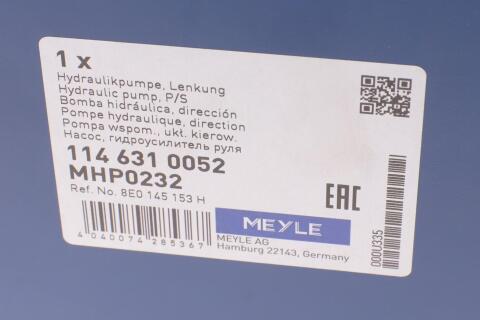 1 x
Hydraulikpumpe, Lenkung
Hydraulic pump, P/S
Bomba hidráulica, dirección
Pompe hydraulique, direction
Pompa wspom., ukł. kierow.
Насос, гидроусилитель руля
114 631 0052
MHP0232
Ref. No. 8E0 145 153 H
4 040074 285367
MEYLE
MEYLE AG
Hamburg 22143, Germany
EAC
000U335